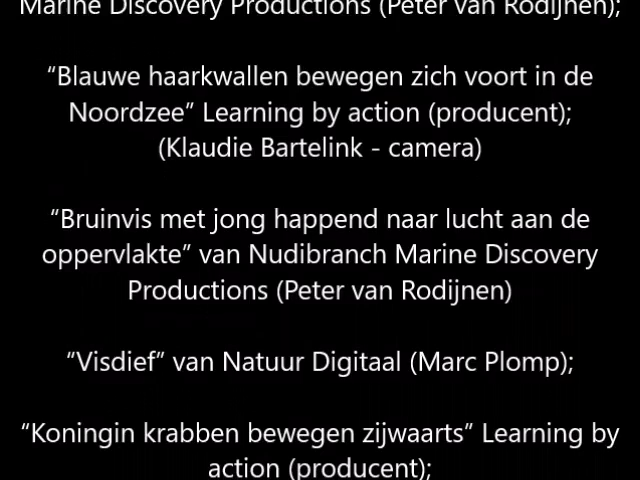 Marine Discovery Productions (Peter van Rodijnen);
“Blauwe haarkwallen bewegen zich voort in de
Noordzee” Learning by action (producent);
(Klaudie Bartelink - camera)
“Bruinvis met jong happend naar lucht aan de
oppervlakte” van Nudibranch Marine Discovery
Productions (Peter van Rodijnen)
“Visdief” van Natuur Digitaal (Marc Plomp);
“Koningin krabben bewegen zijwaarts” Learning by
action (producent);